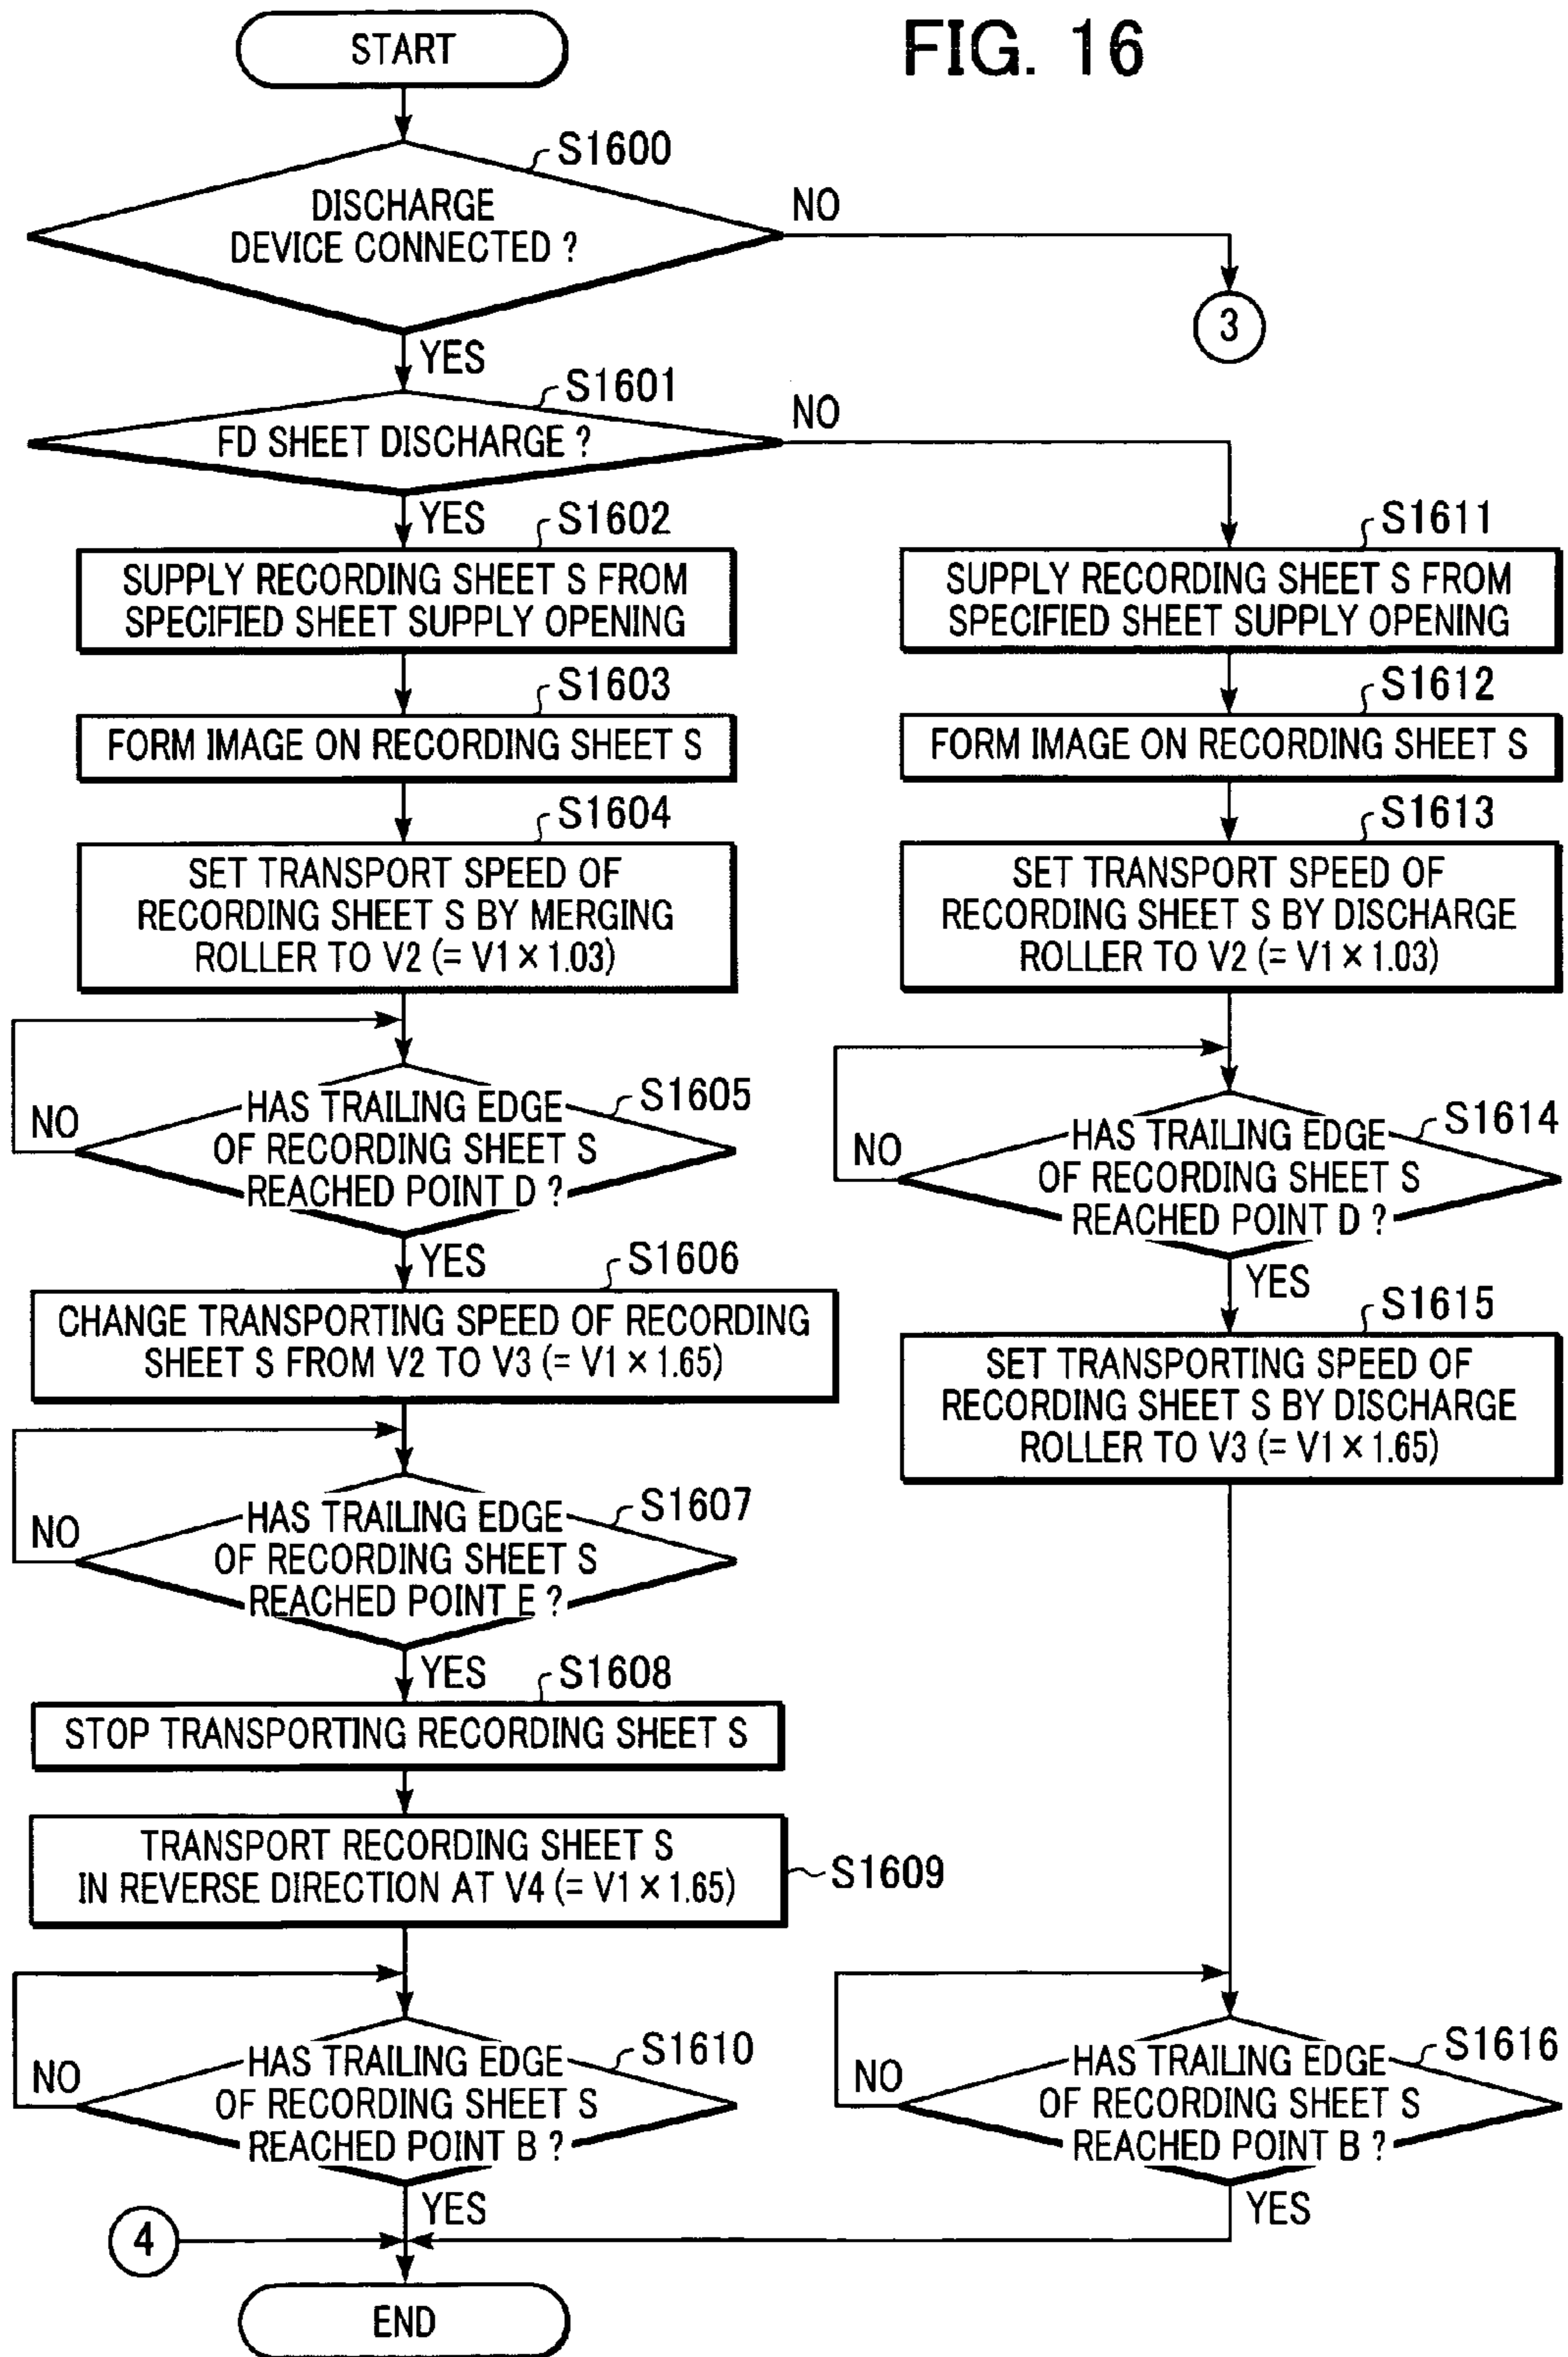 FIG. 16
START
S1600
DISCHARGE
DEVICE CONNECTED ?
NO
3
YES
S1601
FD SHEET DISCHARGE ?
NO
YES
S1602
SUPPLY RECORDING SHEET S FROM
SPECIFIED SHEET SUPPLY OPENING
S1603
FORM IMAGE ON RECORDING SHEET S
S1604
SET TRANSPORT SPEED OF
RECORDING SHEET S BY MERGING
ROLLER TO V2 (= V1 × 1.03)
S1605
HAS TRAILING EDGE
OF RECORDING SHEET S
REACHED POINT D ?
NO
YES
S1606
CHANGE TRANSPORTING SPEED OF RECORDING
SHEET S FROM V2 TO V3 (= V1 × 1.65)
S1607
HAS TRAILING EDGE
OF RECORDING SHEET S
REACHED POINT E ?
NO
YES
S1608
STOP TRANSPORTING RECORDING SHEET S
TRANSPORT RECORDING SHEET S
IN REVERSE DIRECTION AT V4 (= V1 × 1.65)
S1609
S1610
HAS TRAILING EDGE
OF RECORDING SHEET S
REACHED POINT B ?
NO
YES
S1611
SUPPLY RECORDING SHEET S FROM
SPECIFIED SHEET SUPPLY OPENING
S1612
FORM IMAGE ON RECORDING SHEET S
S1613
SET TRANSPORT SPEED OF
RECORDING SHEET S BY DISCHARGE
ROLLER TO V2 (= V1 × 1.03)
S1614
HAS TRAILING EDGE
OF RECORDING SHEET S
REACHED POINT D ?
NO
YES
S1615
SET TRANSPORTING SPEED OF
RECORDING SHEET S BY DISCHARGE
ROLLER TO V3 (= V1 × 1.65)
S1616
HAS TRAILING EDGE
OF RECORDING SHEET S
REACHED POINT B ?
NO
YES
4
END